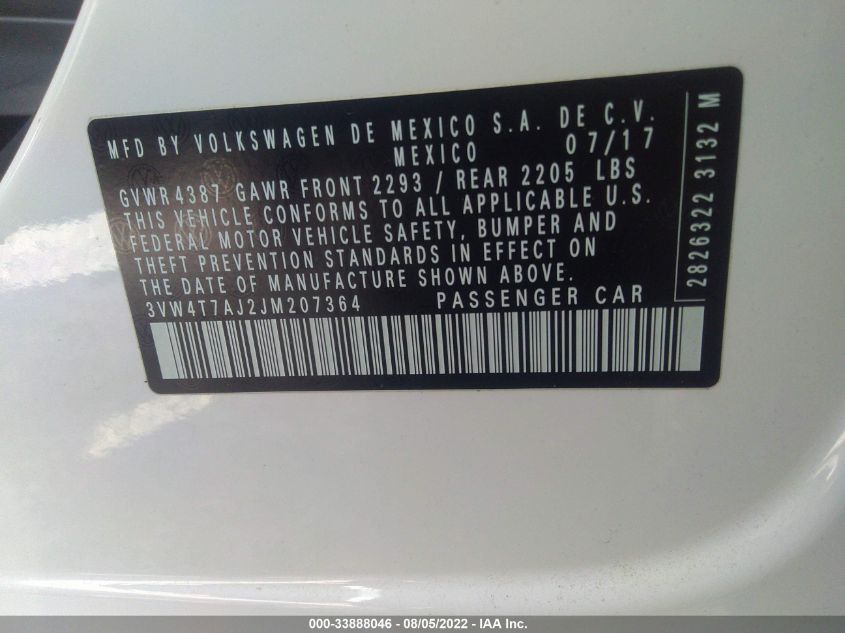 MFD BY VOLKSWAGEN DE MEXICO S.A. DE C.V.
MEXICO 07/17
GVWR 4387 GAWR FRONT 2293 / REAR 2205 LBS
THIS VEHICLE CONFORMS TO ALL APPLICABLE U.S.
FEDERAL MOTOR VEHICLE SAFETY, BUMPER AND
THEFT PREVENTION STANDARDS IN EFFECT ON
THE DATE OF MANUFACTURE SHOWN ABOVE.
3VW4T7AJ2JM207364 PASSENGER CAR
2826322 3132 M
000-33888046 - 08/05/2022 - IAA Inc.